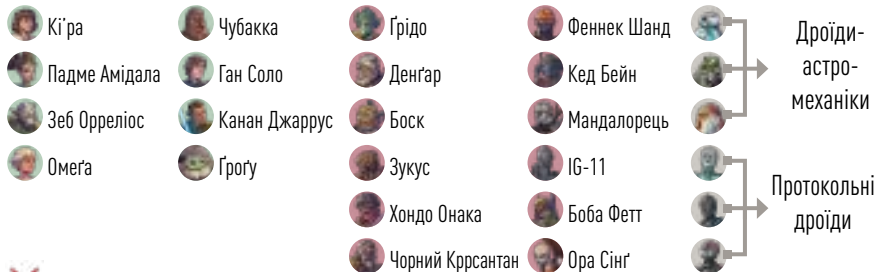 Кі’ра
Падме Амідала
Зеб Орреліос
Омеґа
Чубакка
Ган Соло
Канан Джаррус
Ґроґу
Ґрідо
Денґар
Боск
Зукус
Хондо Онака
Чорний Кррсантан
Феннек Шанд
Кед Бейн
Мандалорець
IG-11
Боба Фетт
Ора Сінґ
Дроїди-
астро-
механіки
Протокольні
дроїди